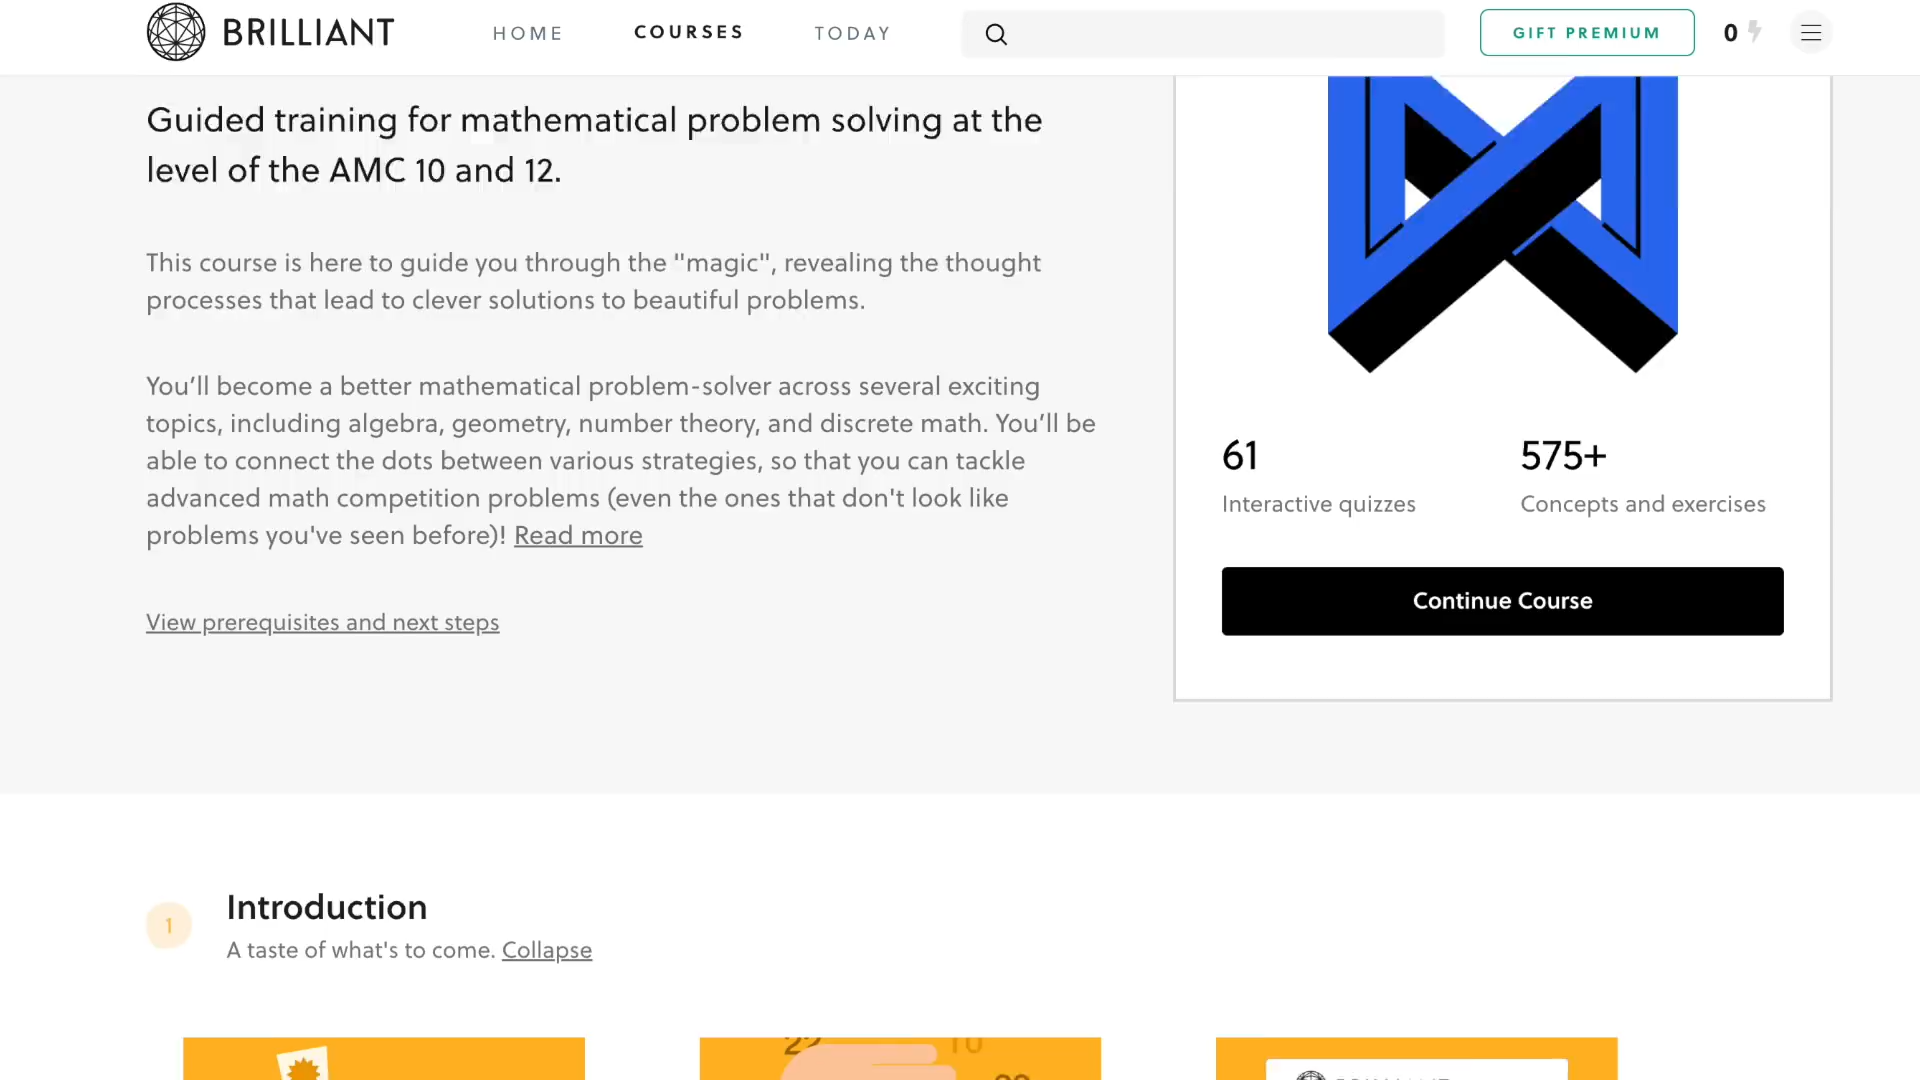 BRILLIANT
HOME
COURSES
TODAY
GIFT PREMIUM
0
Guided training for mathematical problem solving at the
level of the AMC 10 and 12.
This course is here to guide you through the "magic", revealing the thought
processes that lead to clever solutions to beautiful problems.
You’ll become a better mathematical problem-solver across several exciting
topics, including algebra, geometry, number theory, and discrete math. You’ll be
able to connect the dots between various strategies, so that you can tackle
advanced math competition problems (even the ones that don't look like
problems you've seen before)! Read more
View prerequisites and next steps
61
Interactive quizzes
575+
Concepts and exercises
Continue Course
1
Introduction
A taste of what's to come. Collapse